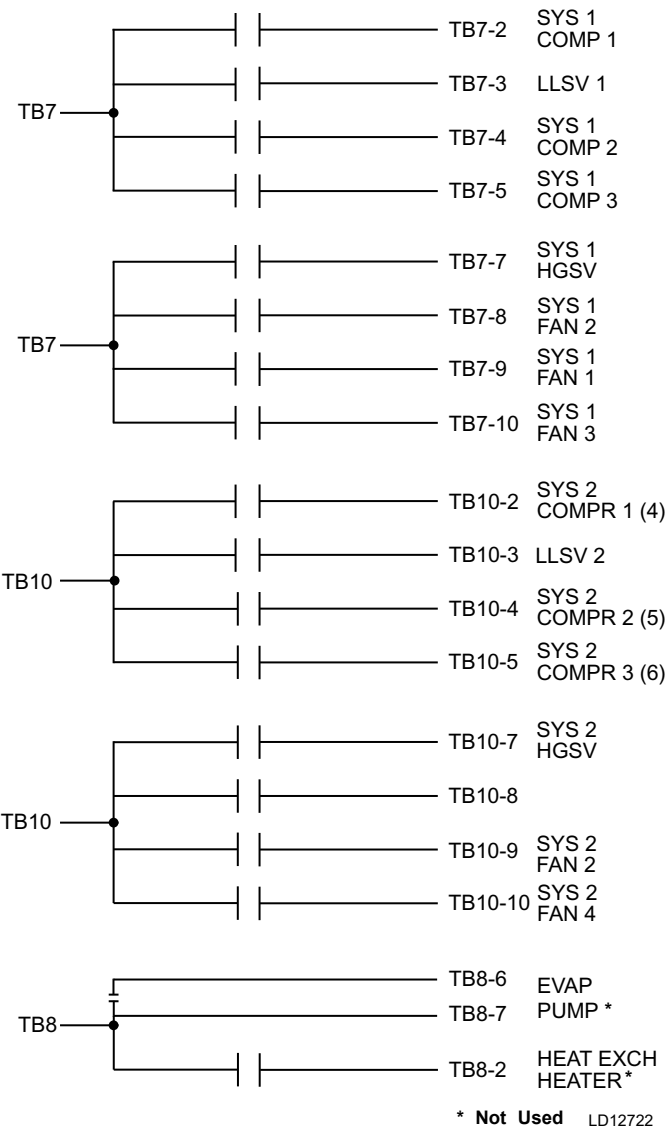 TB7
TB7-2 SYS 1
COMP 1
TB7-3 LLSV 1
TB7-4 SYS 1
COMP 2
TB7-5 SYS 1
COMP 3
TB7
TB7-7 SYS 1
HGSV
TB7-8 SYS 1
FAN 2
TB7-9 SYS 1
FAN 1
TB7-10 SYS 1
FAN 3
TB10
TB10-2 SYS 2
COMPR 1 (4)
TB10-3 LLSV 2
TB10-4 SYS 2
COMPR 2 (5)
TB10-5 SYS 2
COMPR 3 (6)
TB10
TB10-7 SYS 2
HGSV
TB10-8
TB10-9 SYS 2
FAN 2
TB10-10 SYS 2
FAN 4
TB8
TB8-6 EVAP
TB8-7 PUMP *
TB8-2 HEAT EXCH
HEATER*
* Not Used LD12722